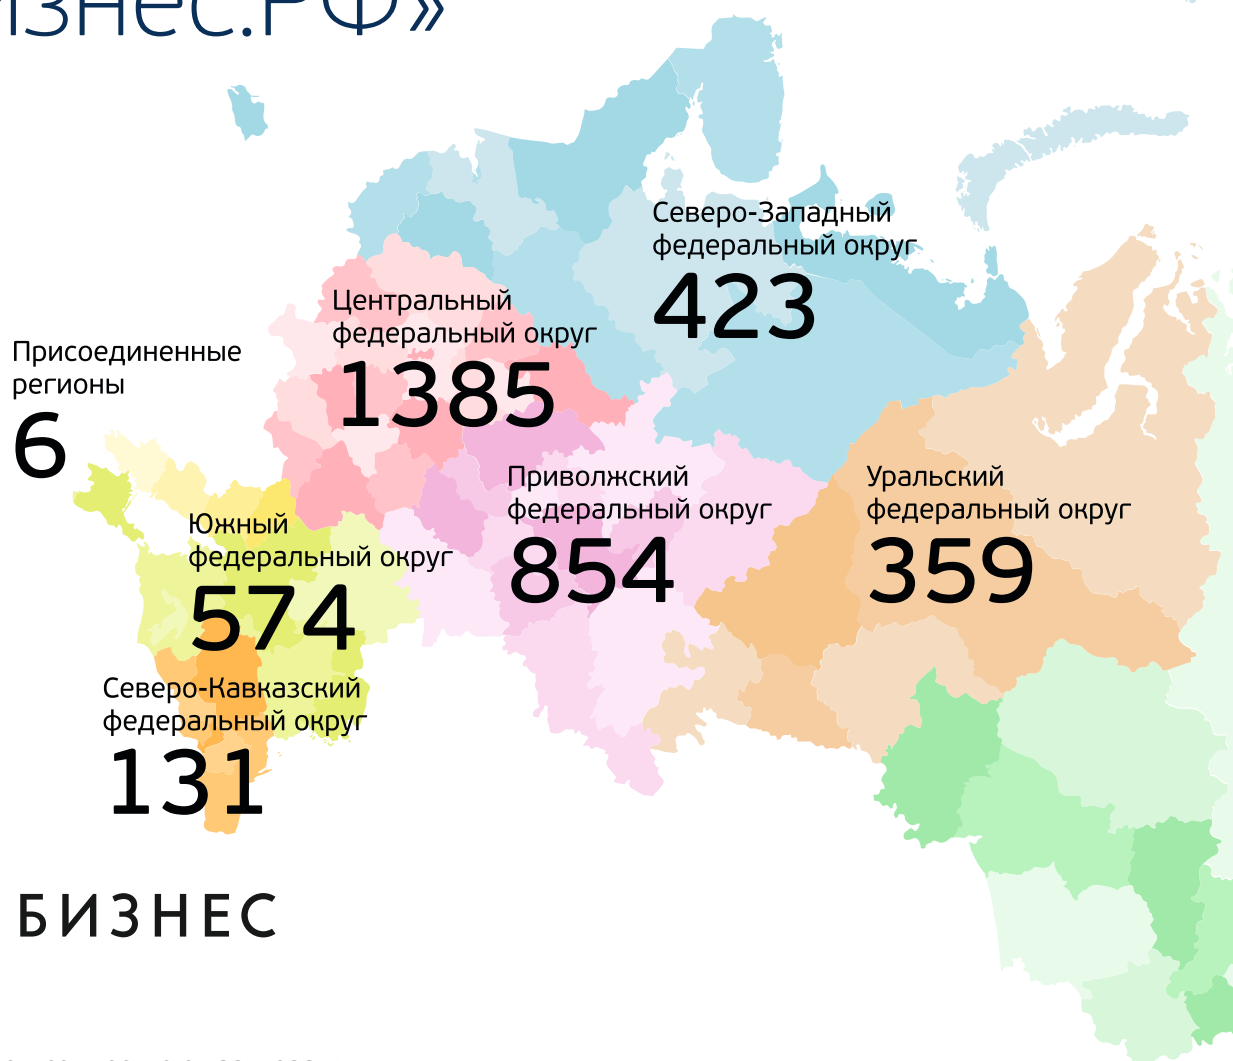 изнес.РФ»
Северо-Западный
федеральный округ
423
Центральный
федеральный округ
1385
Присоединенные
регионы
6
Приволжский
федеральный округ
854
Уральский
федеральный округ
359
Южный
федеральный округ
574
Северо-Кавказский
федеральный округ
131
БИЗНЕС